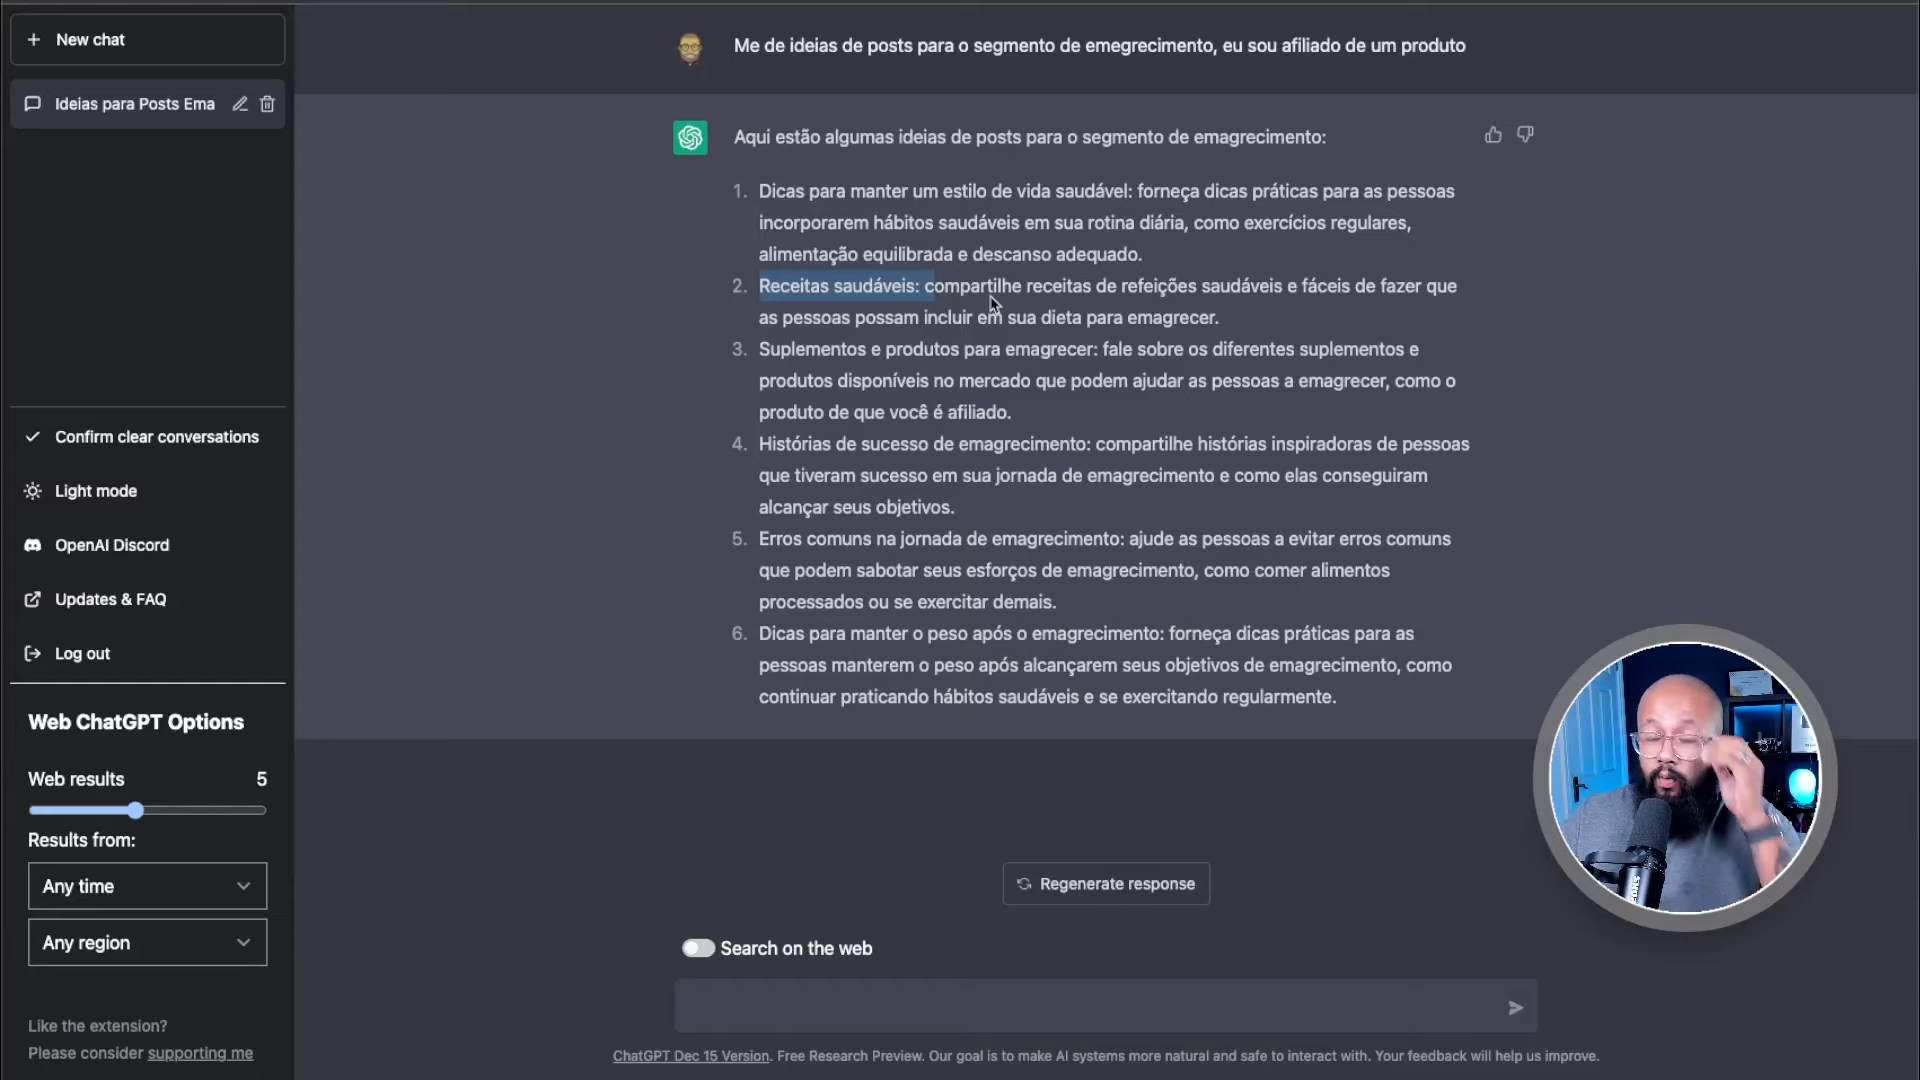 New chat
Ideias para Posts Ema
Confirm clear conversations
Light mode
OpenAI Discord
Updates & FAQ
Log out
Web ChatGPT Options
Web results 5
Results from:
Any time
Any region
Like the extension?
Please consider supporting me
Me de ideias de posts para o segmento de emegrecimento, eu sou afiliado de um produto
Aqui estão algumas ideias de posts para o segmento de emagrecimento:
1. Dicas para manter um estilo de vida saudável: forneça dicas práticas para as pessoas
incorporarem hábitos saudáveis em sua rotina diária, como exercícios regulares,
alimentação equilibrada e descanso adequado.
2. Receitas saudáveis: compartilhe receitas de refeições saudáveis e fáceis de fazer que
as pessoas possam incluir em sua dieta para emagrecer.
3. Suplementos e produtos para emagrecer: fale sobre os diferentes suplementos e
produtos disponíveis no mercado que podem ajudar as pessoas a emagrecer, como o
produto de que você é afiliado.
4. Histórias de sucesso de emagrecimento: compartilhe histórias inspiradoras de pessoas
que tiveram sucesso em sua jornada de emagrecimento e como elas conseguiram
alcançar seus objetivos.
5. Erros comuns na jornada de emagrecimento: ajude as pessoas a evitar erros comuns
que podem sabotar seus esforços de emagrecimento, como comer alimentos
processados ou se exercitar demais.
6. Dicas para manter o peso após o emagrecimento: forneça dicas práticas para as
pessoas manterem o peso após alcançarem seus objetivos de emagrecimento, como
continuar praticando hábitos saudáveis e se exercitando regularmente.
Regenerate response
Search on the web
ChatGPT Dec 15 Version. Free Research Preview. Our goal is to make AI systems more natural and safe to interact with. Your feedback will help us improve.